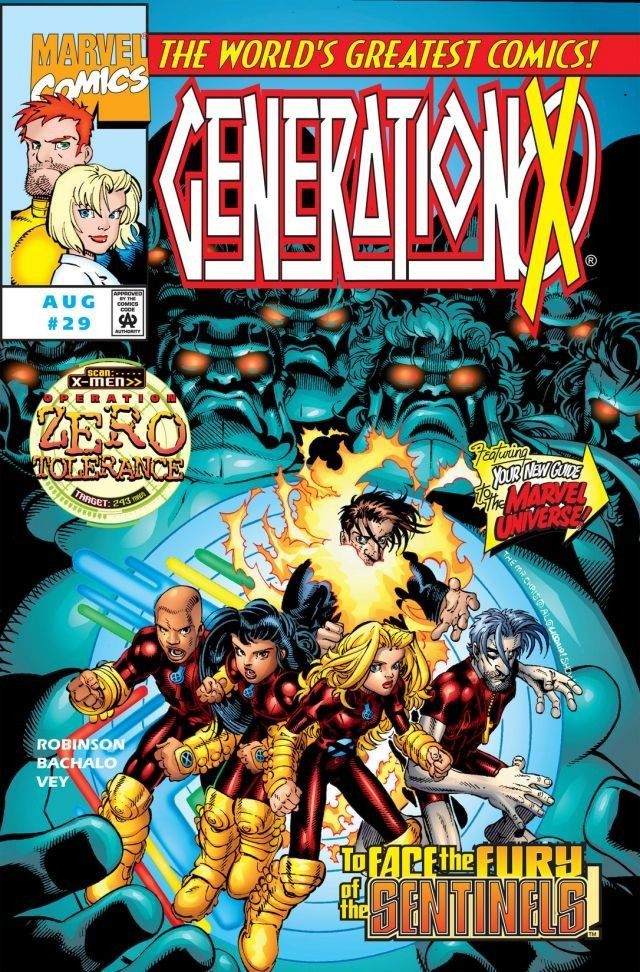 MARVEL
COMICS
THE WORLD'S GREATEST COMICS!
GENERATION X
®
AUG
#29
APPROVED
BY THE
COMICS
CODE
AUTHORITY
scan:
X-MEN>>
OPERATION
ZERO
TOLERANCE
TARGET:
Featuring
YOUR NEW GUIDE
To the MARVEL
UNIVERSE!
ROBINSON
BACHALO
VEY
To FACE the FURY
of the SENTINELS!
TM